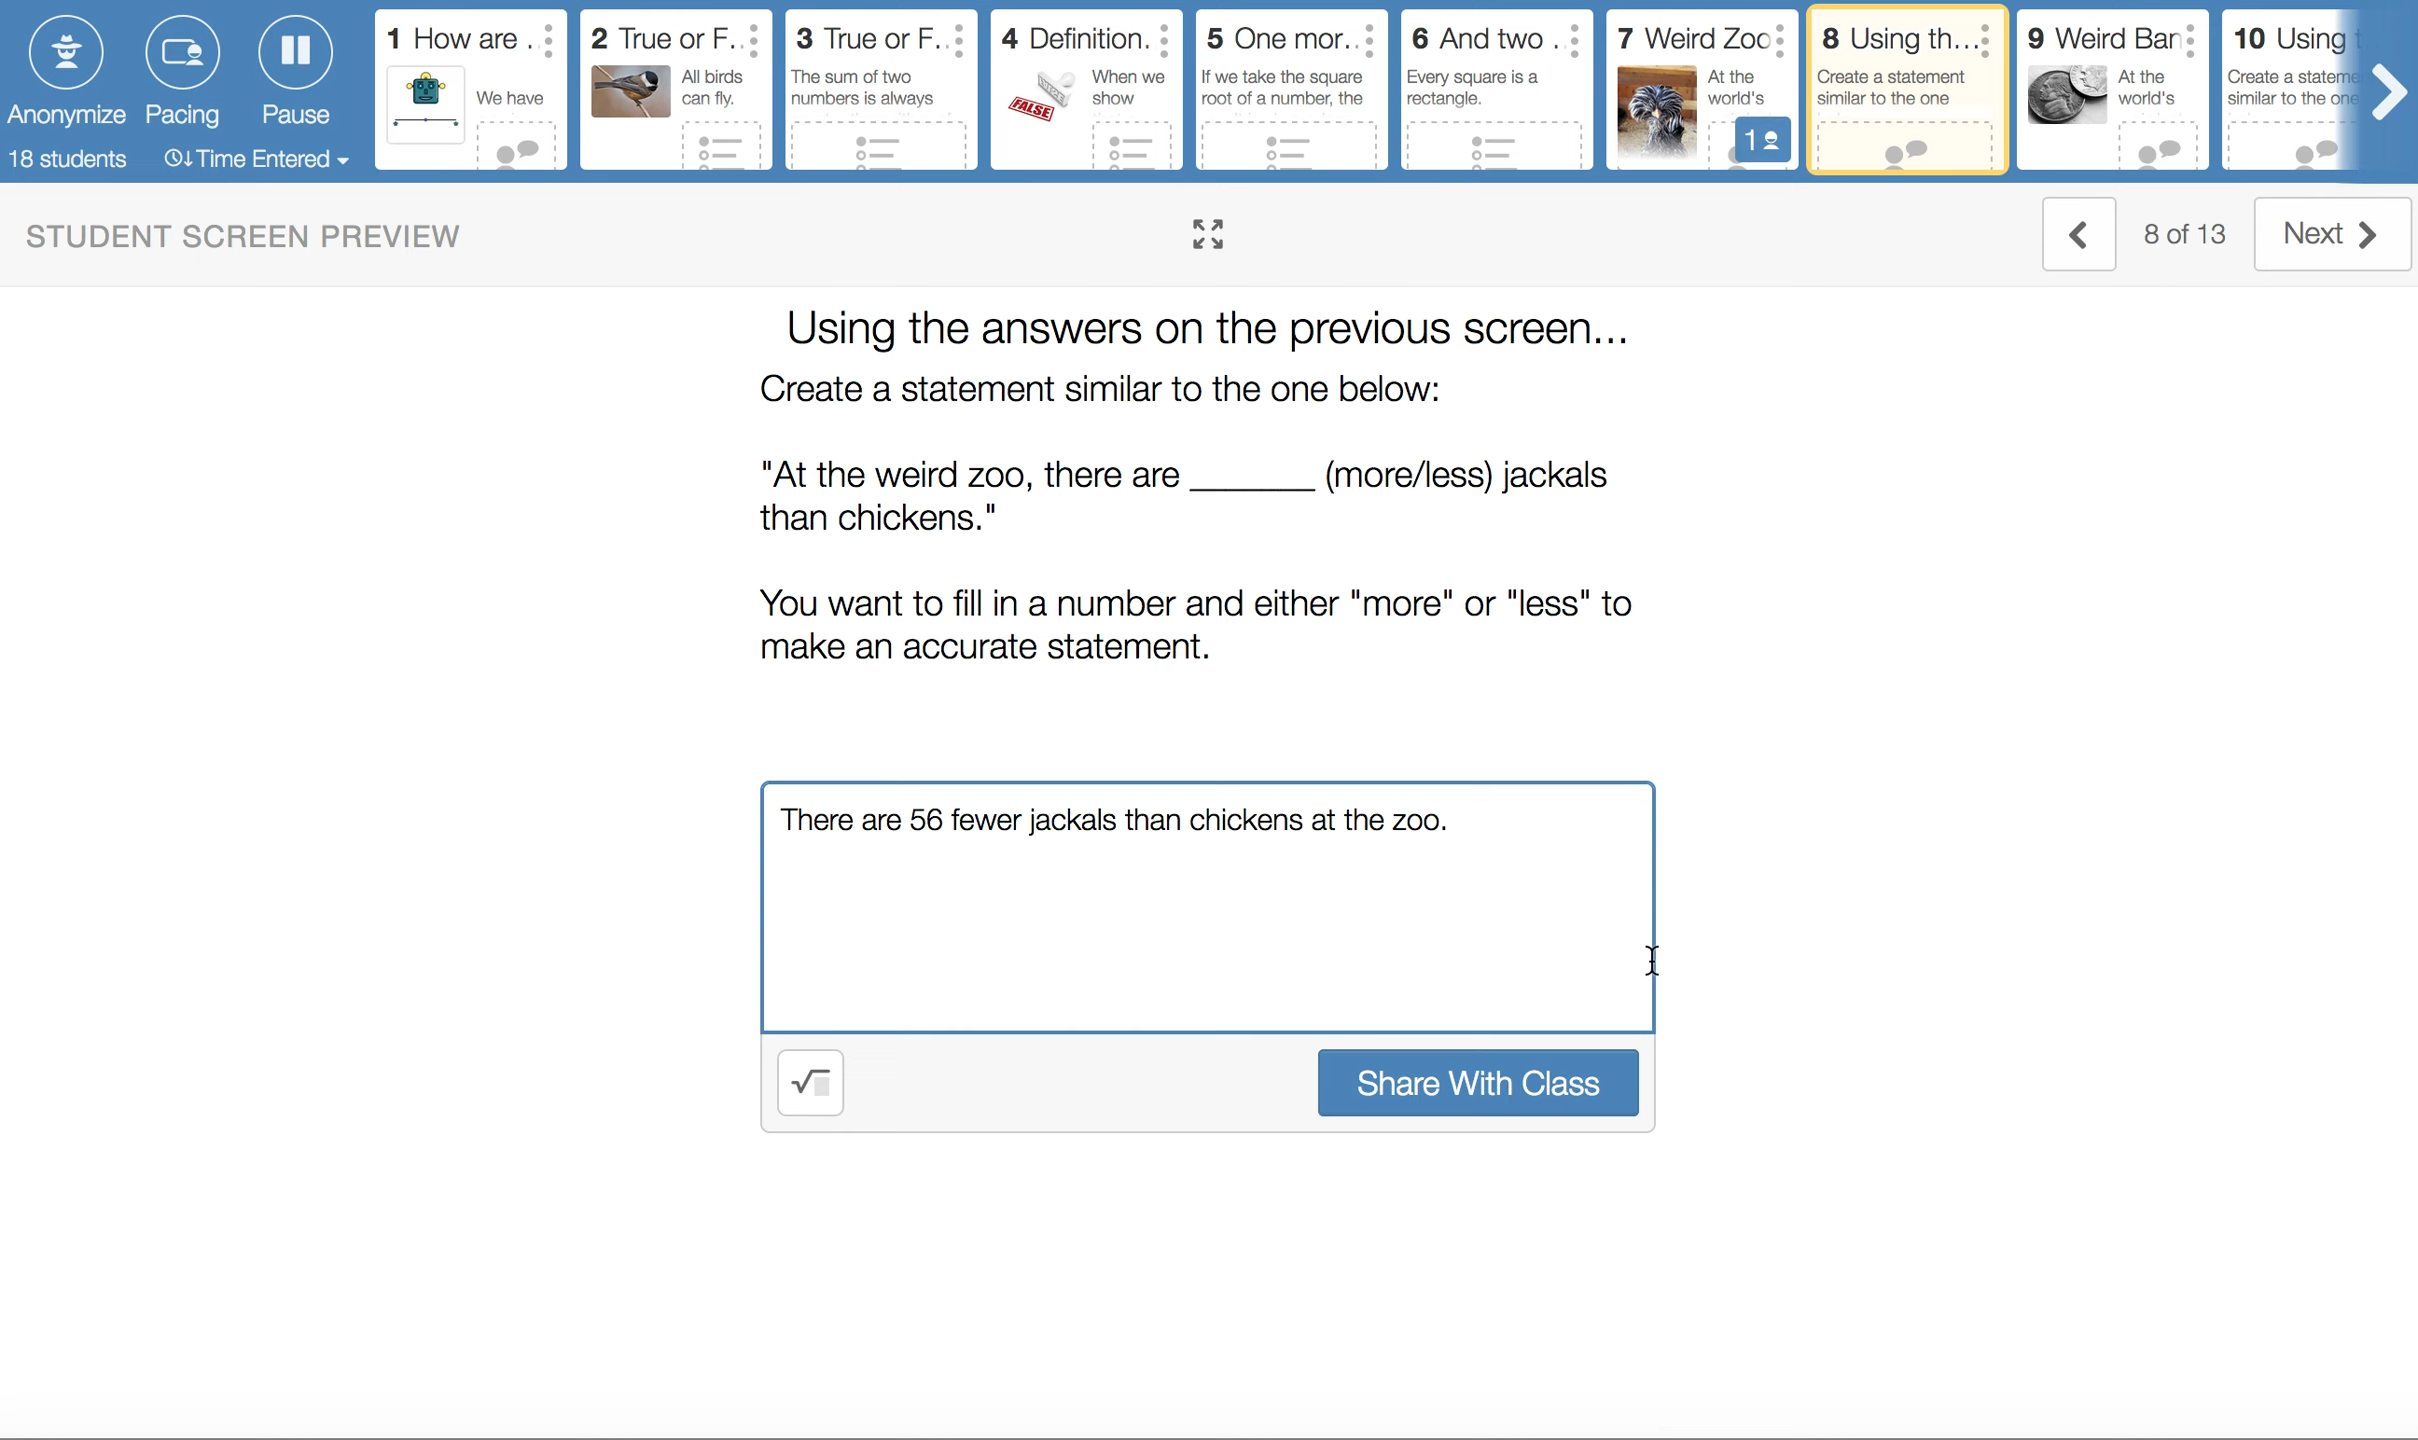 Anonymize Pacing Pause
18 students Time Entered
1 How are ...
We have
2 True or F...
All birds
can fly.
3 True or F...
The sum of two
numbers is always
4 Definition.
FALSE
When we
show
5 One mor...
If we take the square
root of a number, the
6 And two ...
Every square is a
rectangle.
7 Weird Zoo
At the
world's
1
8 Using th...
Create a statement
similar to the one
9 Weird Ban
At the
world's
10 Using t
Create a stateme
similar to the one
STUDENT SCREEN PREVIEW
8 of 13
Next
Using the answers on the previous screen...
Create a statement similar to the one below:
"At the weird zoo, there are _______ (more/less) jackals
than chickens."
You want to fill in a number and either "more" or "less" to
make an accurate statement.
There are 56 fewer jackals than chickens at the zoo.
Share With Class